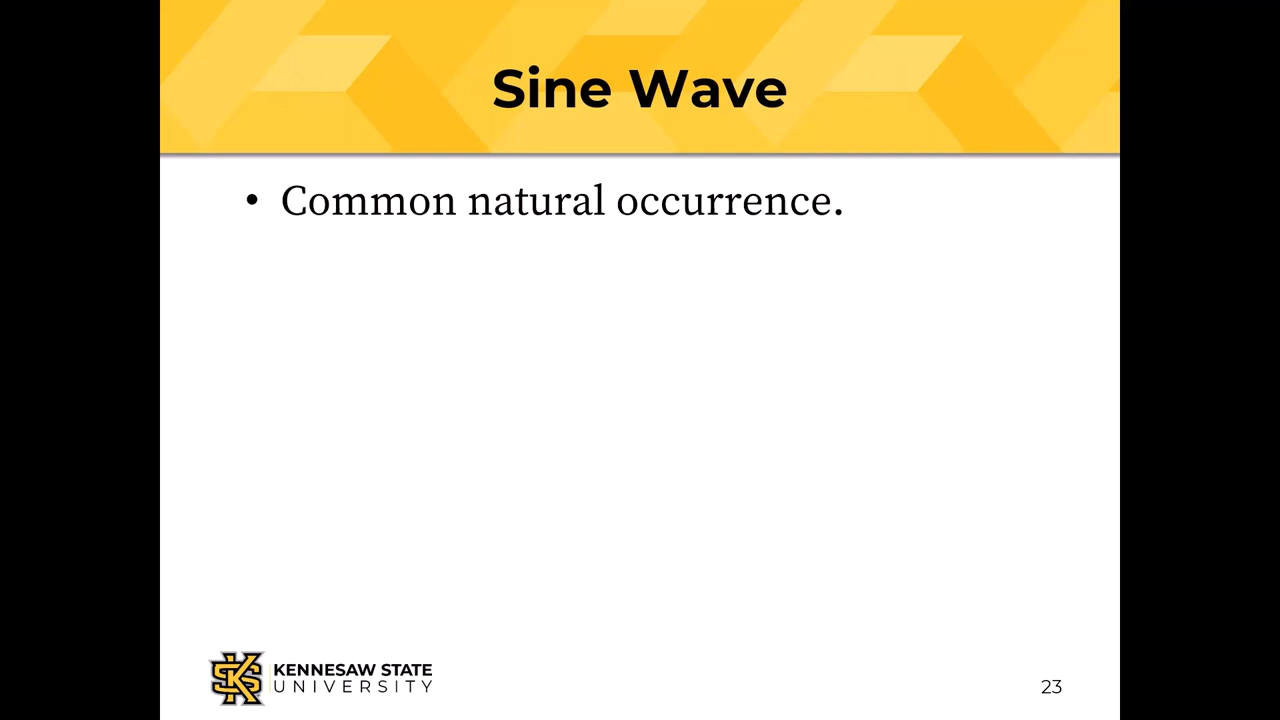 Sine Wave
• Common natural occurrence.
KENNESAW STATE
UNIVERSITY
23